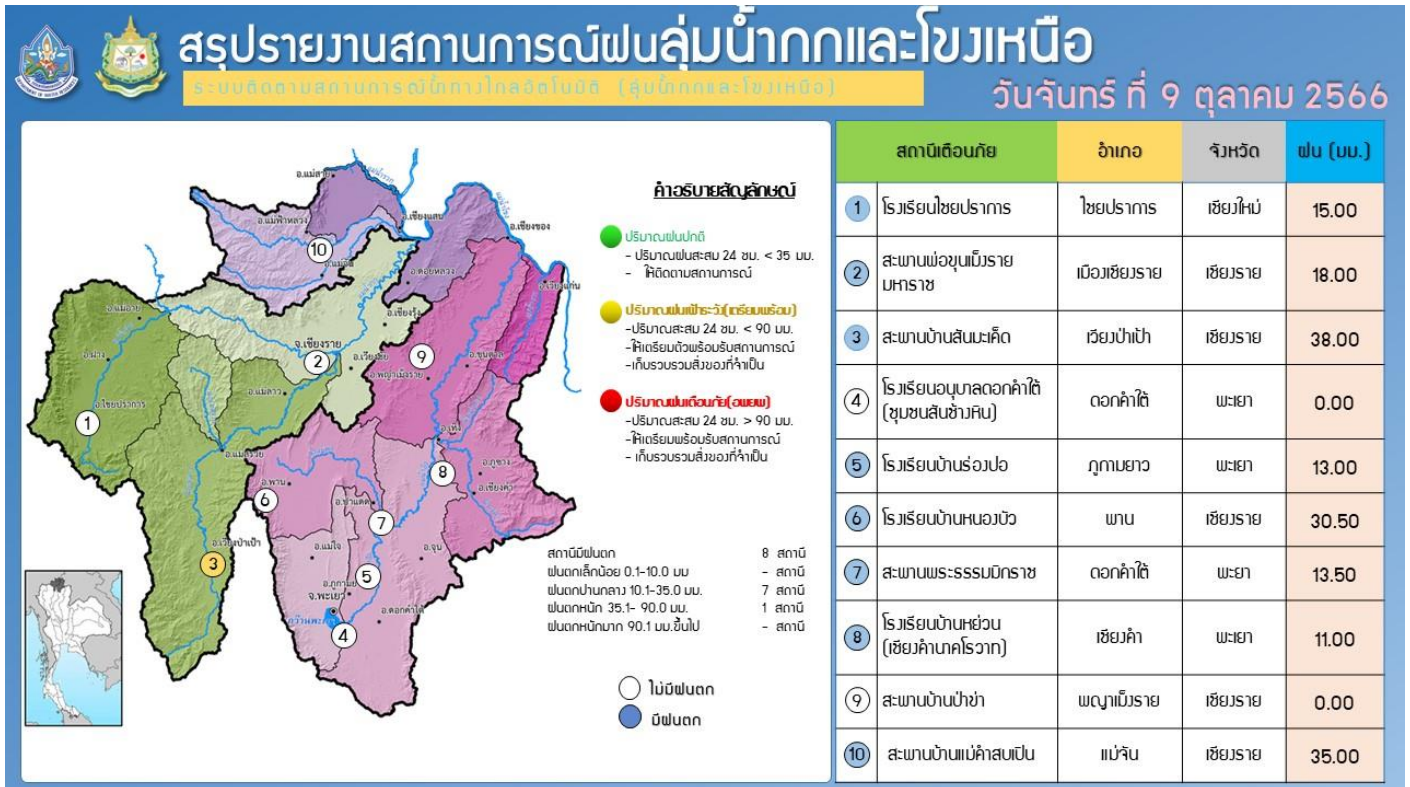 สรุปรายงานสถานการณ์ฝนลุ่มน้ำกกและโขงเหนือ
ระบบติดตามสถานการณ์น้ำทางไกลอัตโนมัติ (ลุ่มน้ำกกและโขงเหนือ)
วันจันทร์ ที่ 9 ตุลาคม 2566
อ.แม่สาย
อ.แม่ฟ้าหลวง
อ.เชียงแสน
อ.เชียงของ
10
อ.แม่จัน
อ.ดอยหลวง
อ.เวียงแก่น
อ.แม่อาย
อ.เชียงรุ้ง
อ.ฝาง
จ.เชียงราย
2
อ.เวียงชัย
9
อ.ขุนตาล
อ.พญาเม็งราย
อ.ไชยปราการ
อ.แม่ลาว
1
อ.แม่สรวย
อ.เทิง
8
อ.ภูซาง
อ.เชียงคำ
อ.พาน
6
อ.ป่าแดด
7
อ.เวียงป่าเป้า
3
อ.แม่ใจ
อ.จุน
5
อ.ภูกามย
จ.พะเยา
อ.ดอกคำใต้
กว๊านพะเยา
4
คำอธิบายสัญลักษณ์
ปริมาณฝนปกติ
- ปริมาณฝนสะสม 24 ชม. < 35 มม.
- ให้ติดตามสถานการณ์
ปริมาณฝนเฝ้าระวัง(เตรียมพร้อม)
-ปริมาณสะสม 24 ชม. < 90 มม.
-ให้เตรียมตัวพร้อมรับสถานการณ์
-เก็บรวบรวมสิ่งของที่จำเป็น
ปริมาณฝนเตือนภัย(อพยพ)
-ปริมาณสะสม 24 ชม. > 90 มม.
-ให้เตรียมพร้อมรับสถานการณ์
- เก็บรวบรวมสิ่งของที่จำเป็น
สถานีมีฝนตก 8 สถานี
ฝนตกเล็กน้อย 0.1-10.0 มม - สถานี
ฝนตกปานกลาง 10.1-35.0 มม. 7 สถานี
ฝนตกหนัก 35.1- 90.0 มม. 1 สถานี
ฝนตกหนักมาก 90.1 มม.ขึ้นไป - สถานี
ไม่มีฝนตก
มีฝนตก
สถานีเตือนภัย อำเภอ จังหวัด ฝน (มม.)
1 โรงเรียนไชยปราการ ไชยปราการ เชียงใหม่ 15.00
2 สะพานพ่อขุนเม็งราย
มหาราช เมืองเชียงราย เชียงราย 18.00
3 สะพานบ้านสันมะเค็ด เวียงป่าเป้า เชียงราย 38.00
4 โรงเรียนอนุบาลดอกคำใต้
(ชุมชนสันช้างหิน) ดอกคำใต้ พะเยา 0.00
5 โรงเรียนบ้านร่องปอ ภูกามยาว พะเยา 13.00
6 โรงเรียนบ้านหนองบัว พาน เชียงราย 30.50
7 สะพานพระธรรมมิกราช ดอกคำใต้ พะเยา 13.50
8 โรงเรียนบ้านหย่วน
(เชียงคำนาคโรวาท) เชียงคำ พะเยา 11.00
9 สะพานบ้านป่าข่า พญาเม็งราย เชียงราย 0.00
10 สะพานบ้านแม่คำสบเปิน แม่จัน เชียงราย 35.00